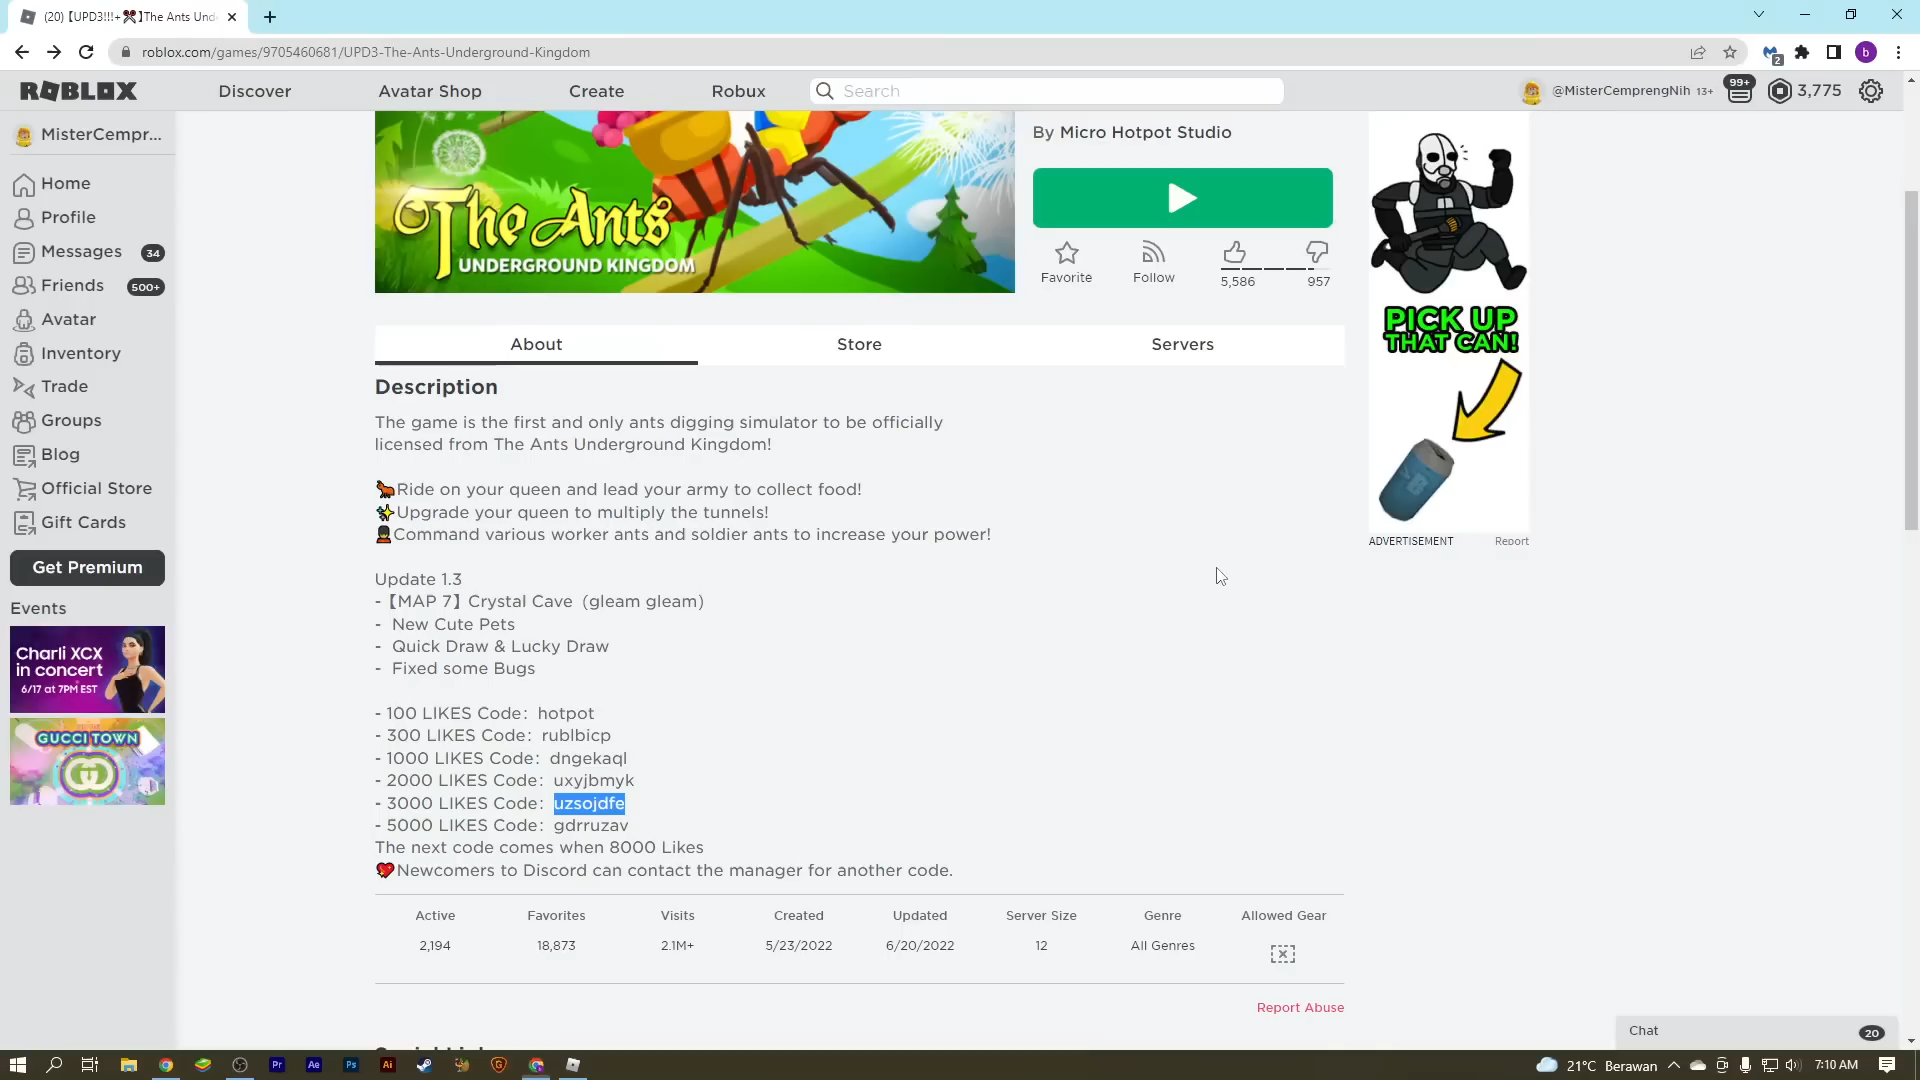 (20) 【UPD3!!!+✂】The Ants Und
roblox.com/games/9705460681/UPD3-The-Ants-Underground-Kingdom
2
b
ROBLOX
Discover
Avatar Shop
Create
Robux
Search
@MisterCemprengNih 13+
99+
3,775
MisterCempr...
Home
Profile
Messages 34
Friends 500+
Avatar
Inventory
Trade
Groups
Blog
Official Store
Gift Cards
Get Premium
Events
Charli XCX
in concert
6/17 at 7PM EST
GUCCI TOWN
The Ants
UNDERGROUND KINGDOM
By Micro Hotpot Studio
Favorite
Follow
5,586
957
About
Store
Servers
Description
The game is the first and only ants digging simulator to be officially
licensed from The Ants Underground Kingdom!
🐜Ride on your queen and lead your army to collect food!
✨Upgrade your queen to multiply the tunnels!
💂Command various worker ants and soldier ants to increase your power!
Update 1.3
-【MAP 7】Crystal Cave (gleam gleam)
- New Cute Pets
- Quick Draw & Lucky Draw
- Fixed some Bugs
- 100 LIKES Code： hotpot
- 300 LIKES Code： rublbicp
- 1000 LIKES Code： dngekaql
- 2000 LIKES Code： uxyjbmyk
- 3000 LIKES Code： uzsojdfe
- 5000 LIKES Code： gdrruzav
The next code comes when 8000 Likes
💖Newcomers to Discord can contact the manager for another code.
Active Favorites Visits Created Updated Server Size Genre Allowed Gear
2,194 18,873 2.1M+ 5/23/2022 6/20/2022 12 All Genres
Report Abuse
PICK UP
THAT CAN!
ADVERTISEMENT Report
Chat 20
Pr
Ae
Ps
Ai
21°C Berawan
7:10 AM